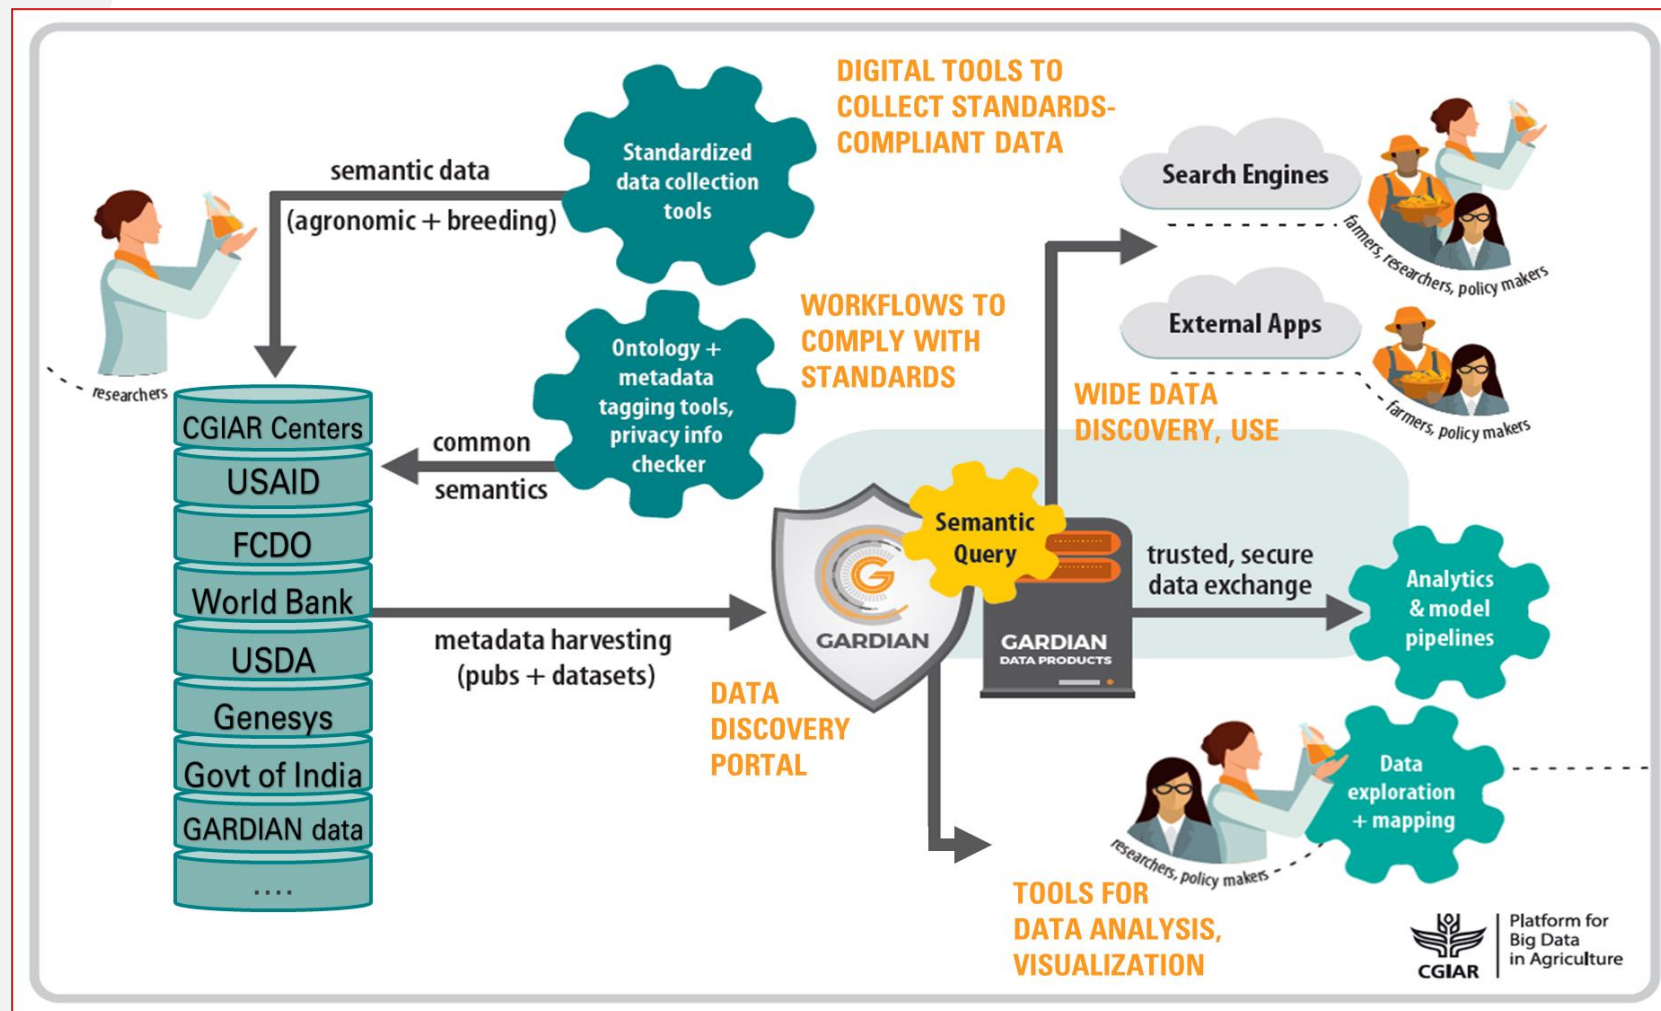 DIGITAL TOOLS TO
COLLECT STANDARDS-
COMPLIANT DATA
Standardized
data collection
tools
semantic data
(agronomic + breeding)
researchers
Search Engines
farmers, researchers, policy makers
External Apps
farmers, policy makers
WORKFLOWS TO
COMPLY WITH
STANDARDS
Ontology +
metadata
tagging tools,
privacy info
checker
common
semantics
WIDE DATA
DISCOVERY, USE
CGIAR Centers
USAID
FCDO
World Bank
USDA
Genesys
Govt of India
GARDIAN data
....
metadata harvesting
(pubs + datasets)
Semantic
Query
G
GARDIAN
GARDIAN
DATA PRODUCTS
trusted, secure
data exchange
Analytics
& model
pipelines
DATA
DISCOVERY
PORTAL
Data
exploration
+ mapping
researchers, policy makers
TOOLS FOR
DATA ANALYSIS,
VISUALIZATION
CGIAR
Platform for
Big Data
in Agriculture